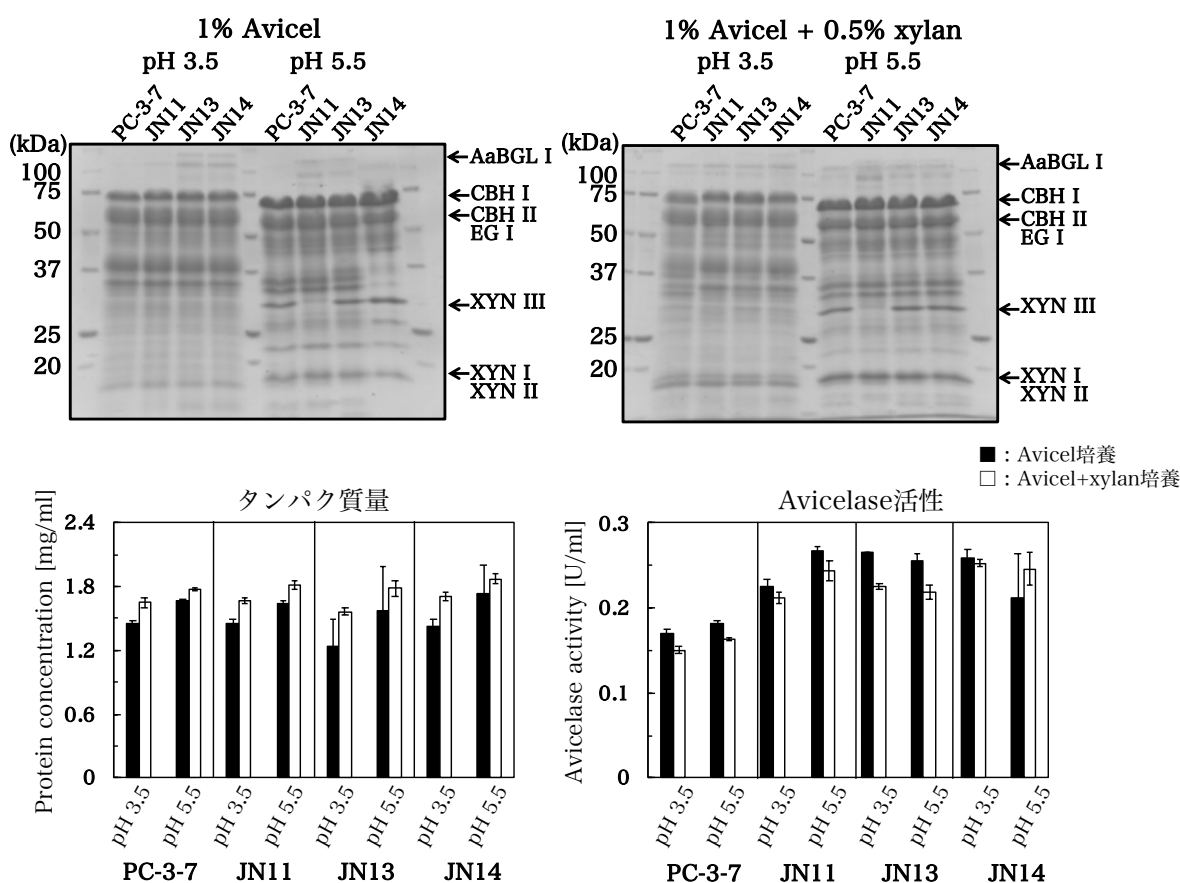 1% Avicel
pH 3.5 pH 5.5
PC-3-7 JN11 JN13 JN14 PC-3-7 JN11 JN13 JN14
(kDa)
100
75
50
37
25
20
←AaBGL I
←CBH I
←CBH II
EG I
←XYN III
←XYN I
XYN II
1% Avicel + 0.5% xylan
pH 3.5 pH 5.5
PC-3-7 JN11 JN13 JN14 PC-3-7 JN11 JN13 JN14
(kDa)
100
75
50
37
25
20
←AaBGL I
←CBH I
←CBH II
EG I
←XYN III
←XYN I
XYN II
■：Avicel培養
□：Avicel+xylan培養
タンパク質量
Protein concentration [mg/ml]
2.4
1.8
1.2
0.6
0
pH 3.5 pH 5.5 pH 3.5 pH 5.5 pH 3.5 pH 5.5 pH 3.5 pH 5.5
PC-3-7 JN11 JN13 JN14
Avicelase活性
Avicelase activity [U/ml]
0.3
0.2
0.1
0
pH 3.5 pH 5.5 pH 3.5 pH 5.5 pH 3.5 pH 5.5 pH 3.5 pH 5.5
PC-3-7 JN11 JN13 JN14